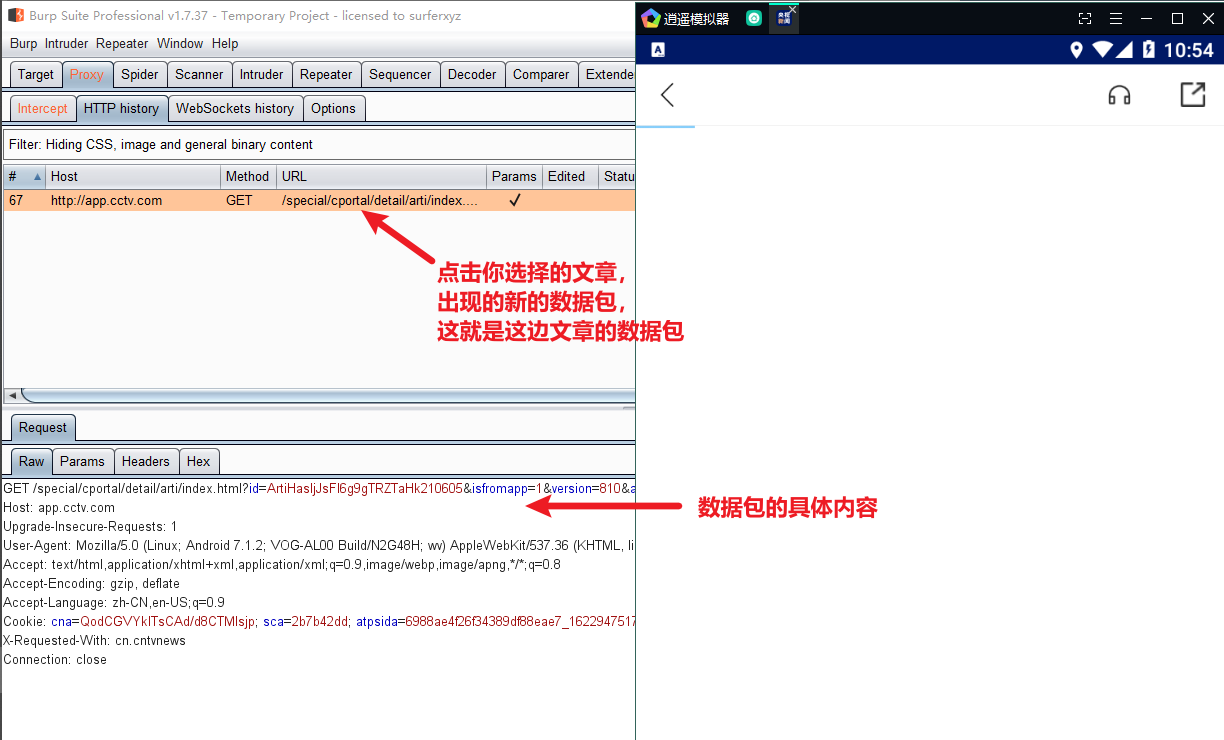 Burp Suite Professional v1.7.37 - Temporary Project - licensed to surferxyz
Burp Intruder Repeater Window Help
Target Proxy Spider Scanner Intruder Repeater Sequencer Decoder Comparer Extende
Intercept HTTP history WebSockets history Options
Filter: Hiding CSS, image and general binary content
# Host Method URL Params Edited Statu
67 http://app.cctv.com GET /special/cportal/detail/arti/index.... ✓
点击你选择的文章，
出现的新的数据包，
这就是这边文章的数据包
Request
Raw Params Headers Hex
GET /special/cportal/detail/arti/index.html?id=ArtiHasIjJsFI6g9gTRZTaHk210605&isfromapp=1&version=810&a
Host: app.cctv.com
Upgrade-Insecure-Requests: 1
User-Agent: Mozilla/5.0 (Linux; Android 7.1.2; VOG-AL00 Build/N2G48H; wv) AppleWebKit/537.36 (KHTML, li
Accept: text/html,application/xhtml+xml,application/xml;q=0.9,image/webp,image/apng,*/*;q=0.8
Accept-Encoding: gzip, deflate
Accept-Language: zh-CN,en-US;q=0.9
Cookie: cna=QodCGVYkITsCAd/d8CTMIsjp; sca=2b7b42dd; atpsida=6988ae4f26f34389df88eae7_1622947517
X-Requested-With: cn.cntvnews
Connection: close
数据包的具体内容
逍遥模拟器
央视
新闻
A
10:54